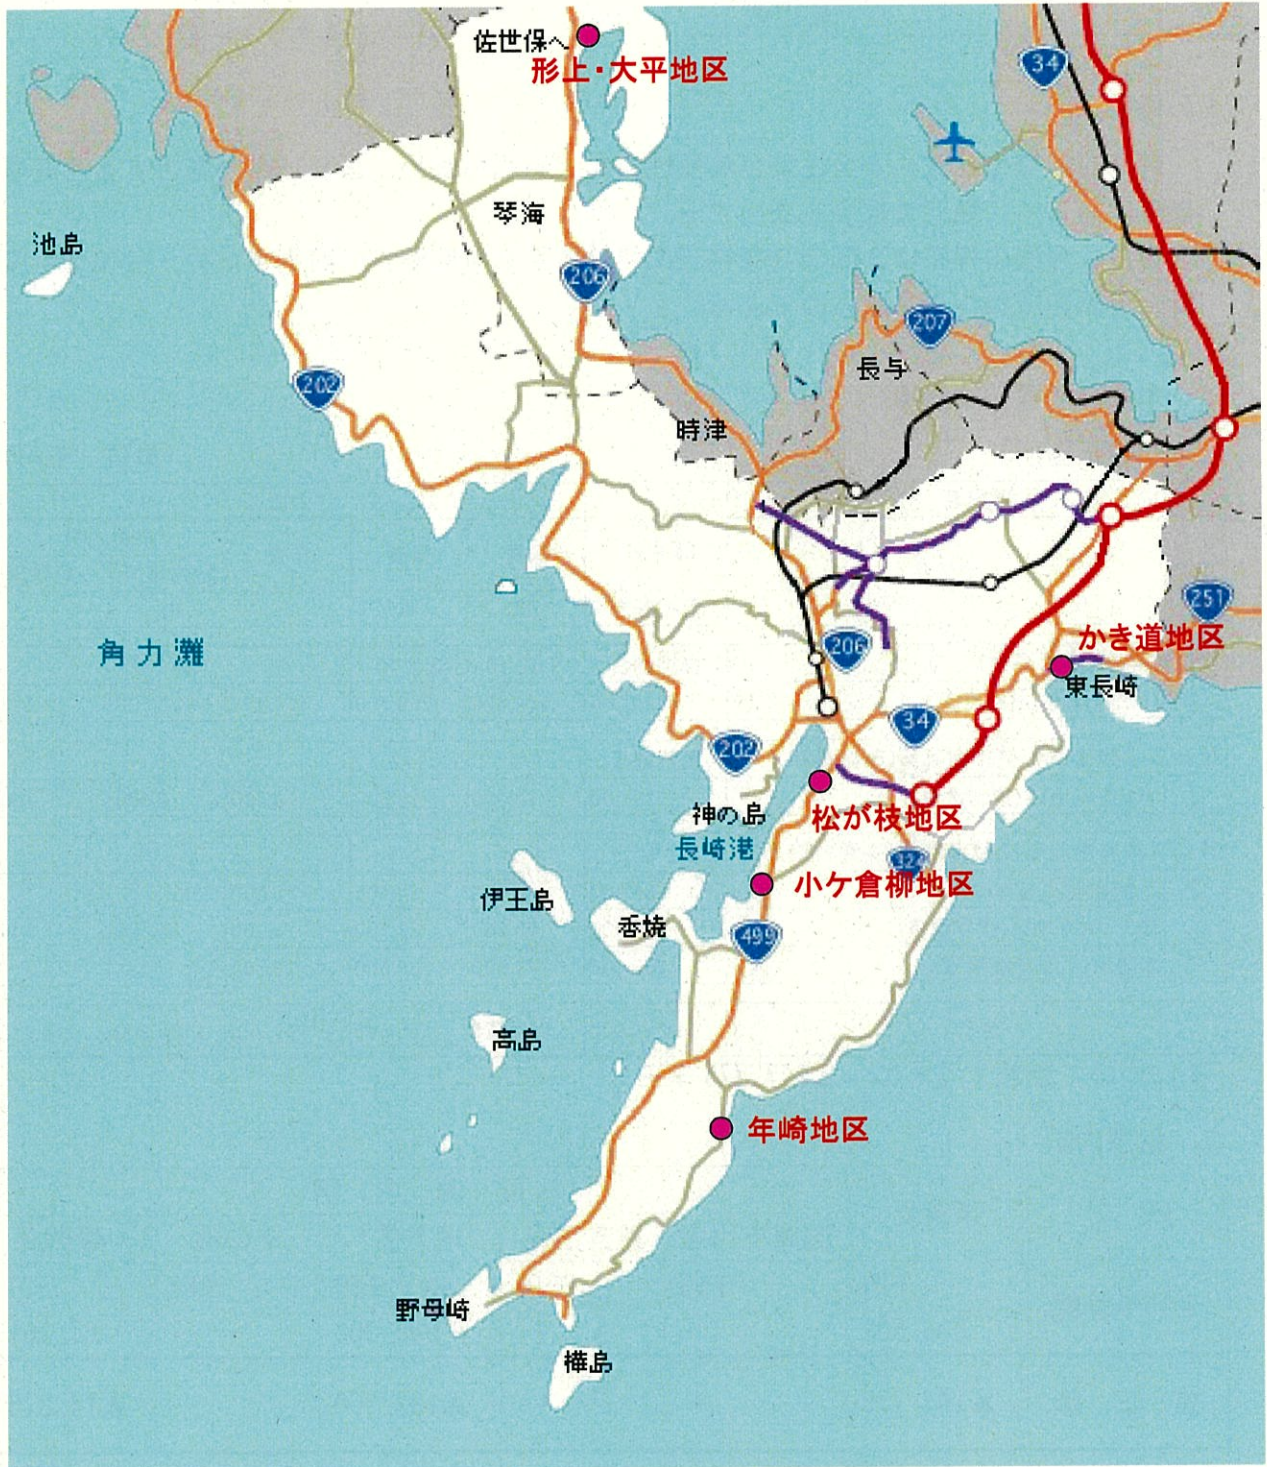 佐世保へ
形上・大平地区
34
池島
琴海
206
207
長与
202
時津
251
角力灘
かき道地区
206
東長崎
34
202
神の島
松が枝地区
長崎港
324
小ケ倉柳地区
伊王島
香焼
499
高島
年崎地区
野母崎
樺島